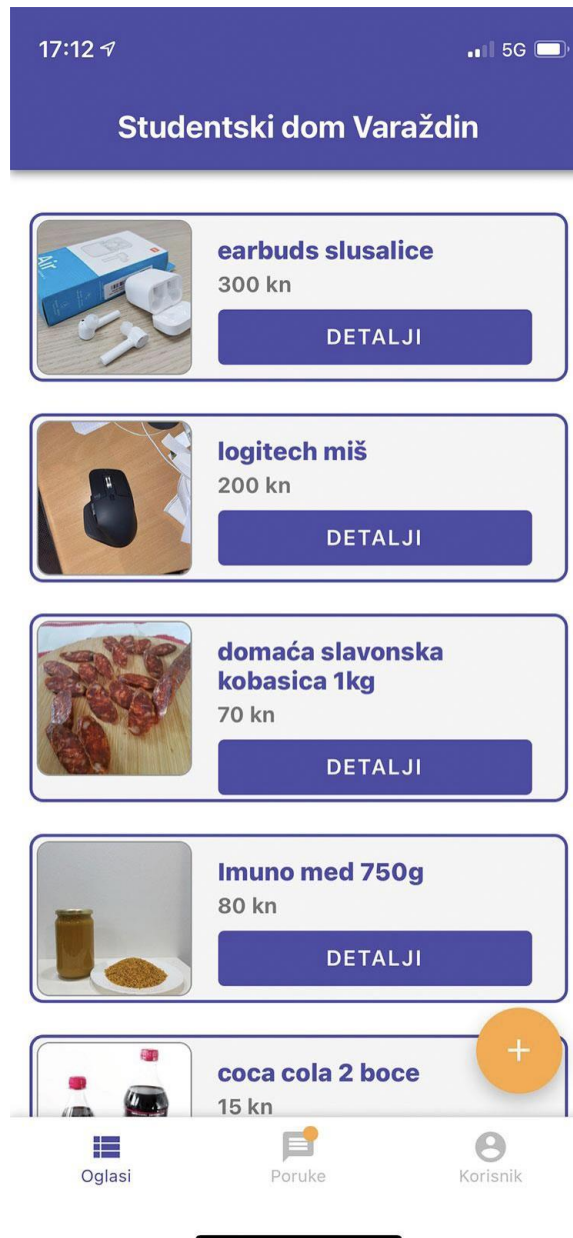 17:12
5G
Studentski dom Varaždin
earbuds slusalice
300 kn
DETALJI
logitech miš
200 kn
DETALJI
domaća slavonska
kobasica 1kg
70 kn
DETALJI
Imuno med 750g
80 kn
DETALJI
coca cola 2 boce
15 kn
Oglasi
Poruke
Korisnik